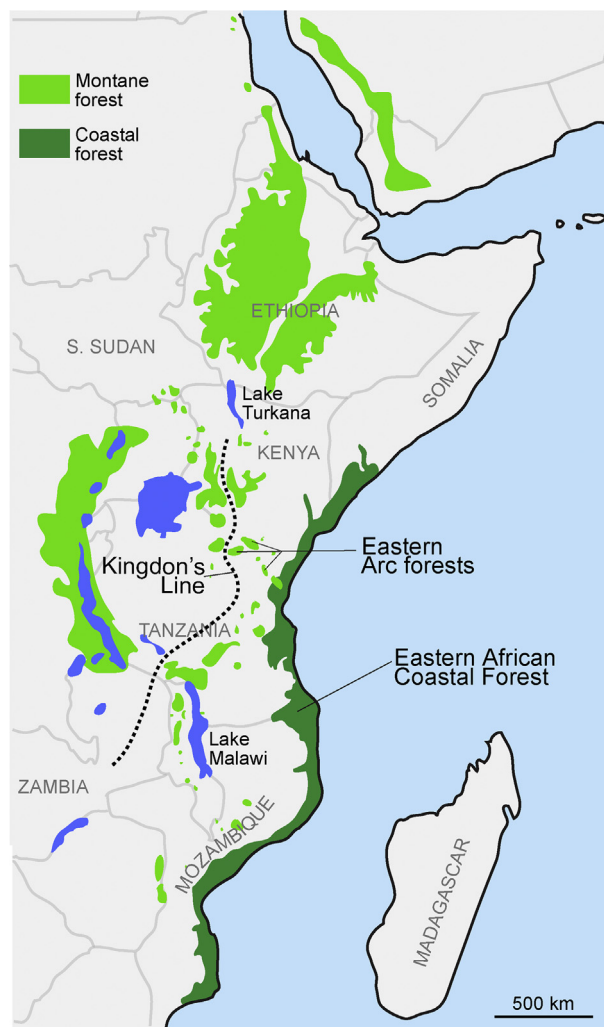 Montane
forest
Coastal
forest
ETHIOPIA
S. SUDAN
SOMALIA
Lake
Turkana
KENYA
Kingdon's
Line
Eastern
Arc forests
TANZANIA
Eastern African
Coastal Forest
Lake
Malawi
ZAMBIA
MOZAMBIQUE
MADAGASCAR
500 km